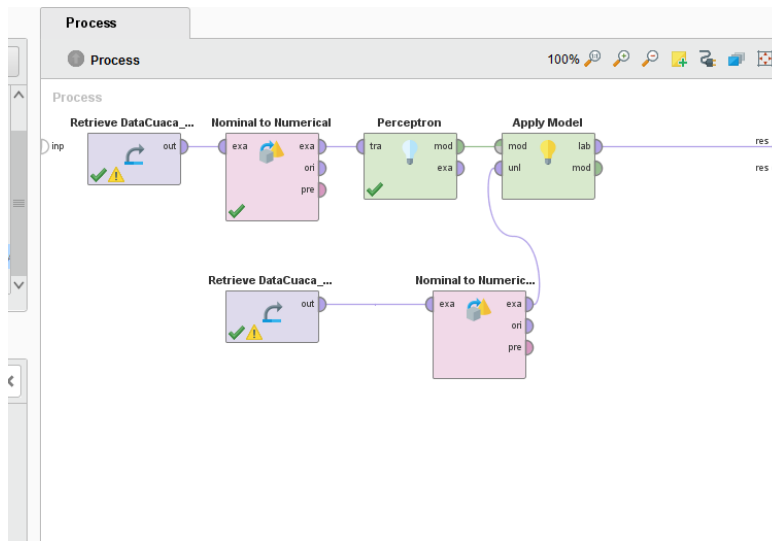 Process
Process
100%
Process
Retrieve DataCuaca_...
Nominal to Numerical
Perceptron
Apply Model
inp
out
exa
exa
ori
pre
tra
mod
exa
mod
unl
lab
mod
res
res
Retrieve DataCuaca_...
Nominal to Numeric...
out
exa
exa
ori
pre